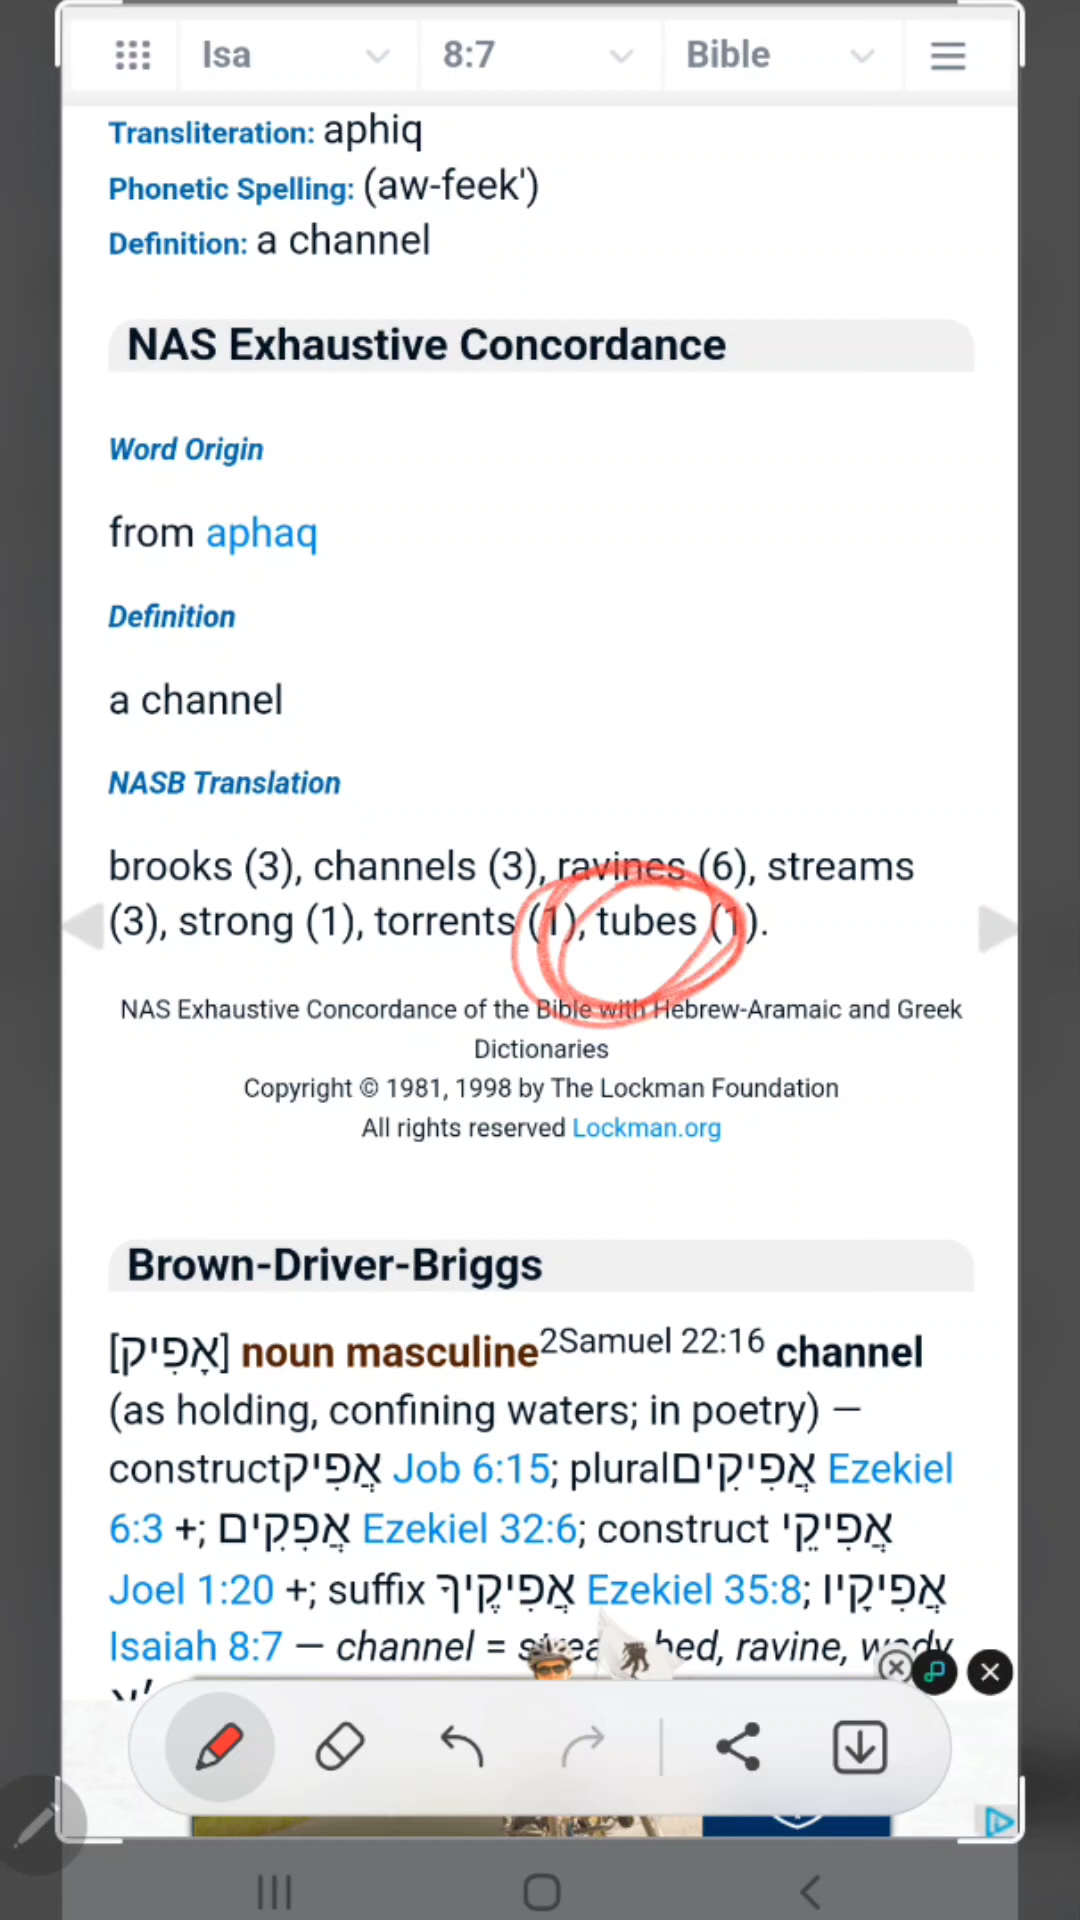 Isa 8:7 Bible
Transliteration: aphiq
Phonetic Spelling: (aw-feek')
Definition: a channel
NAS Exhaustive Concordance
Word Origin
from aphaq
Definition
a channel
NASB Translation
brooks (3), channels (3), ravines (6), streams
(3), strong (1), torrents (1), tubes (1).
NAS Exhaustive Concordance of the Bible with Hebrew-Aramaic and Greek
Dictionaries
Copyright © 1981, 1998 by The Lockman Foundation
All rights reserved Lockman.org
Brown-Driver-Briggs
[אָפִיק] noun masculine 2Samuel 22:16 channel
(as holding, confining waters; in poetry) —
construct אֲפִיק Job 6:15; plural אֲפִיקִים Ezekiel
6:3 +; אֲפִקִים Ezekiel 32:6; construct אֲפִיקֵי
Joel 1:20 +; suffix אֲפִיקֶיךָ Ezekiel 35:8; אֲפִיקָיו
Isaiah 8:7 — channel = ravine,